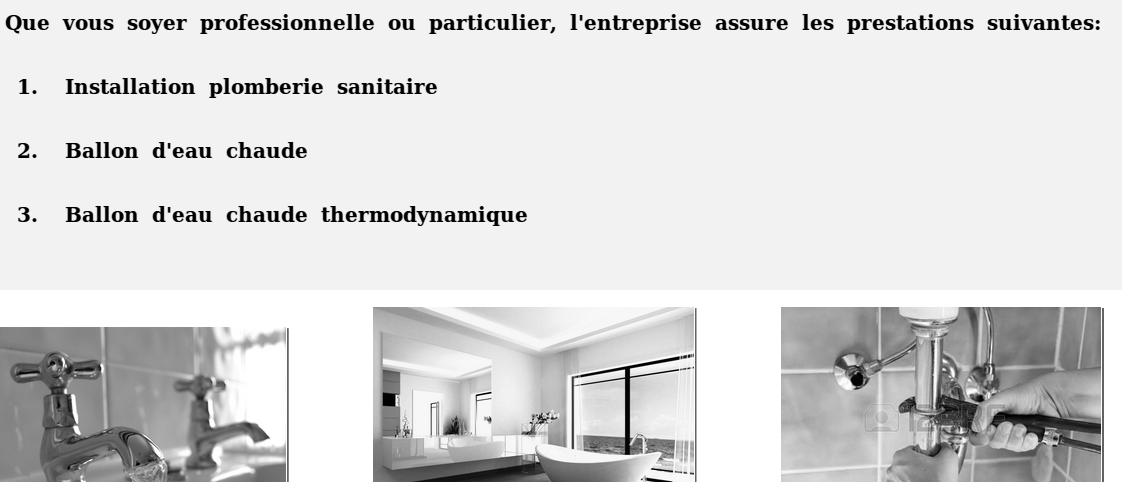 Que vous soyer professionnelle ou particulier, l'entreprise assure les prestations suivantes:
1. Installation plomberie sanitaire
2. Ballon d'eau chaude
3. Ballon d'eau chaude thermodynamique